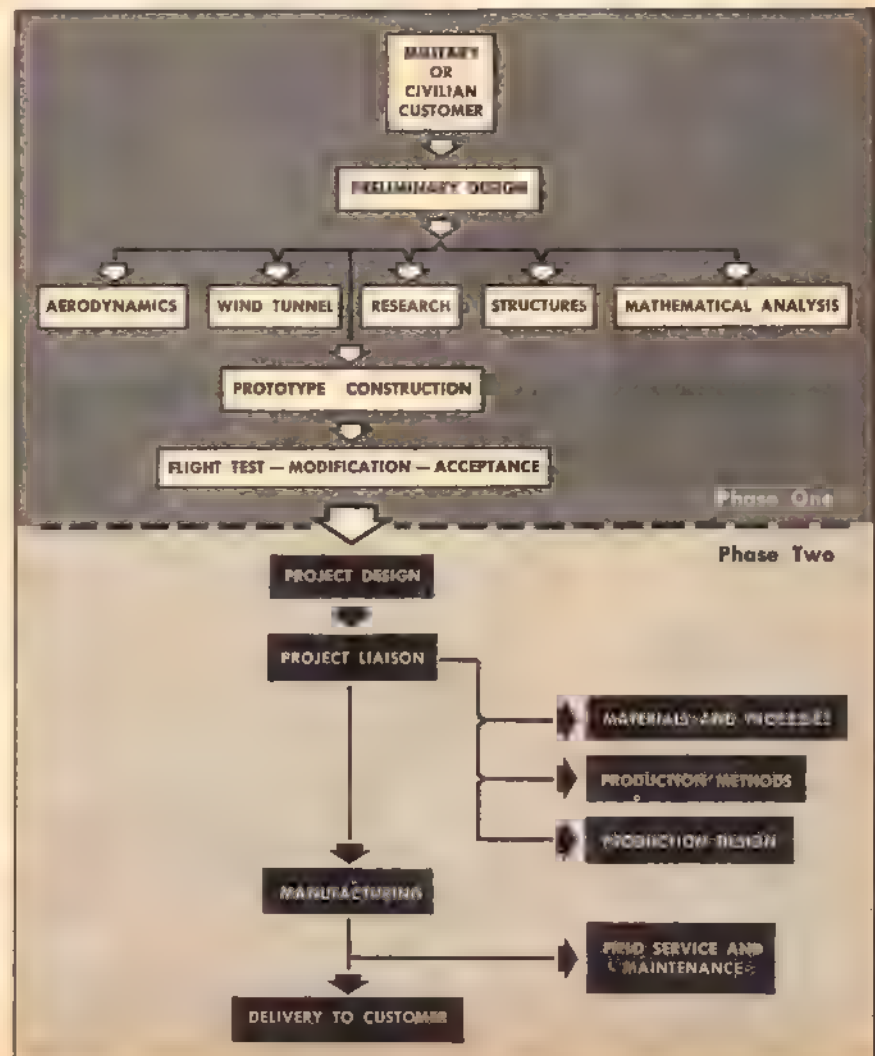 MILITARY
OR
CIVILIAN
CUSTOMER
PRELIMINARY DESIGN
AERODYNAMICS
WIND TUNNEL
RESEARCH
STRUCTURES
MATHEMATICAL ANALYSIS
PROTOTYPE CONSTRUCTION
FLIGHT TEST — MODIFICATION — ACCEPTANCE
Phase One
Phase Two
PROJECT DESIGN
PROJECT LIAISON
MATERIALS AND PROCESSES
PRODUCTION METHODS
PRODUCTION DESIGN
MANUFACTURING
FIELD SERVICE AND
MAINTENANCE
DELIVERY TO CUSTOMER